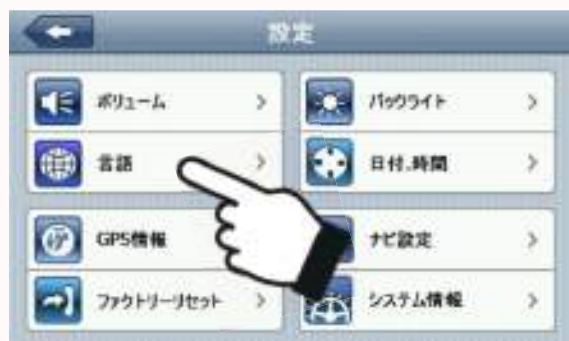 設定
ボリューム
バックライト
言語
日付.時間
GPS情報
ナビ設定
ファクトリーリセット
システム情報